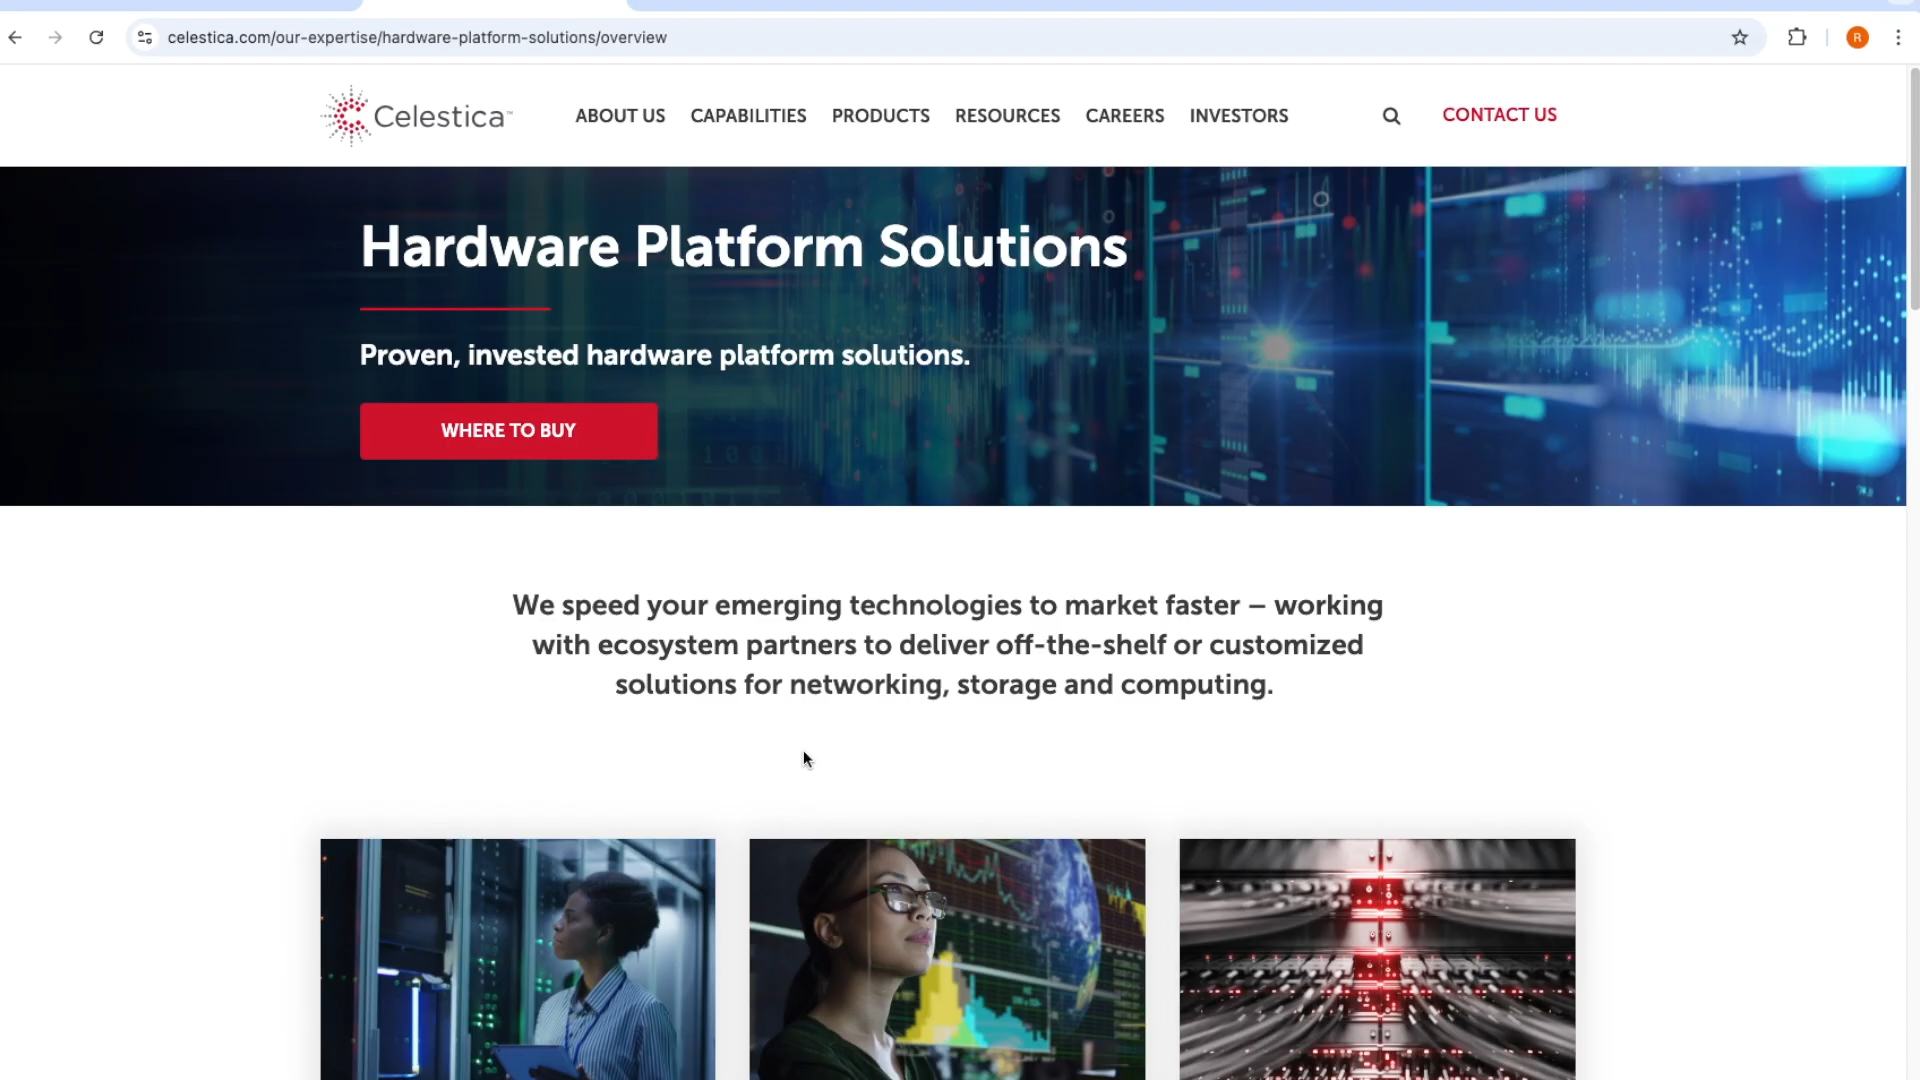 celestica.com/our-expertise/hardware-platform-solutions/overview
R
Celestica™
ABOUT US CAPABILITIES PRODUCTS RESOURCES CAREERS INVESTORS
CONTACT US
Hardware Platform Solutions
Proven, invested hardware platform solutions.
WHERE TO BUY
We speed your emerging technologies to market faster – working
with ecosystem partners to deliver off-the-shelf or customized
solutions for networking, storage and computing.